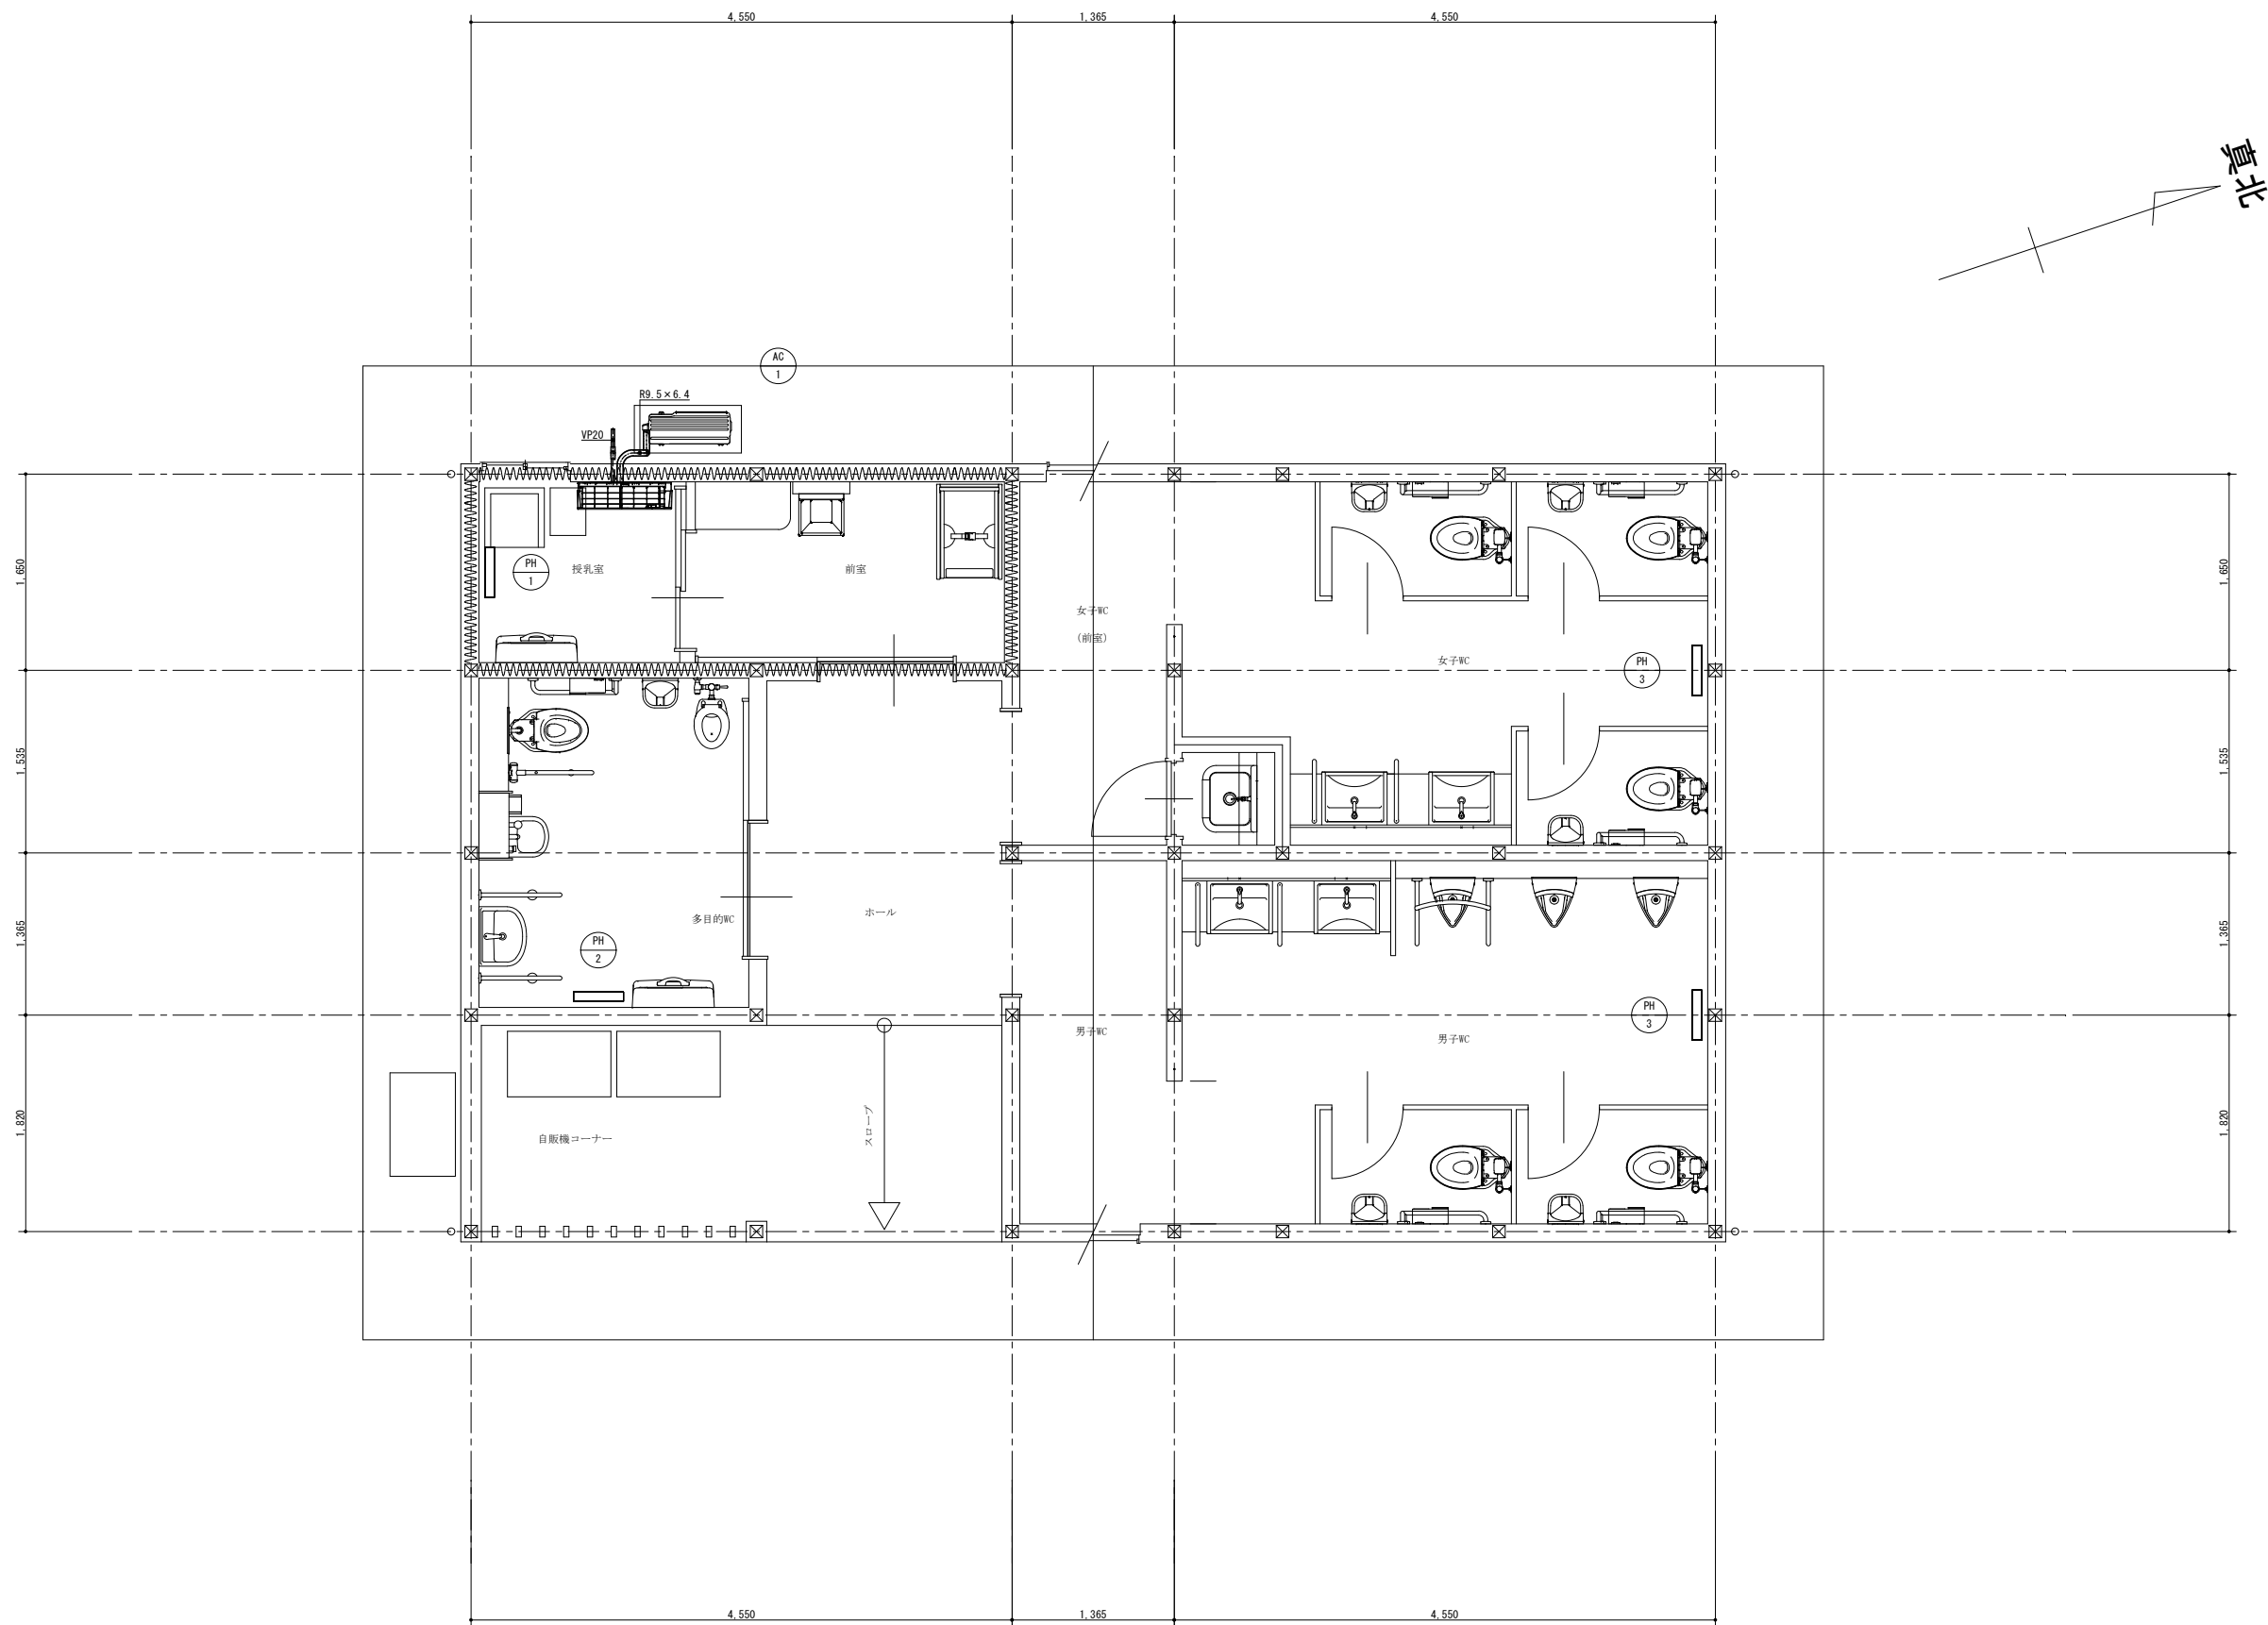 4,550
1,365
4,550
真北
AC
1
R9.5×6.4
VP20
1,650
1,650
PH
1
授乳室
前室
女子WC
(前室)
女子WC
PH
3
1,535
1,535
1,365
1,365
多目的WC
ホール
PH
2
PH
3
男子WC
男子WC
1,820
1,820
自販機コーナー
スロープ
4,550
1,365
4,550